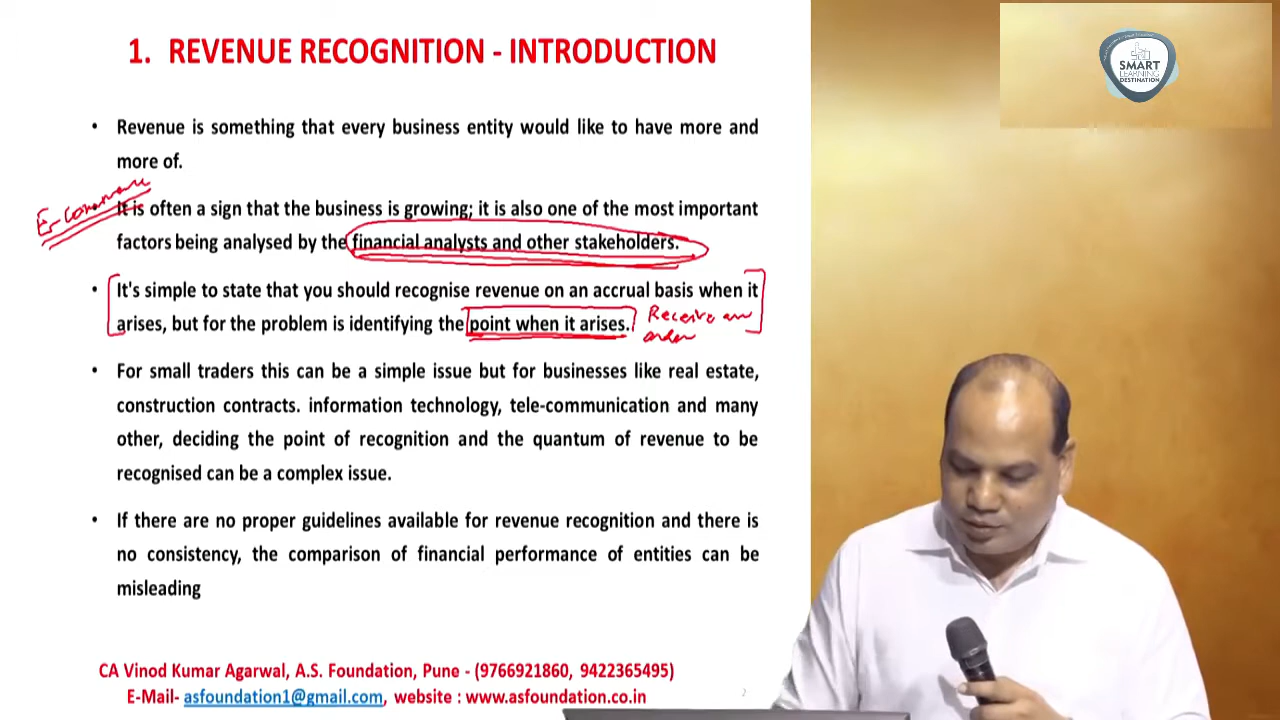 1. REVENUE RECOGNITION - INTRODUCTION
SMART
LEARNING
DESTINATION
• Revenue is something that every business entity would like to have more and
more of.
E-commerce
It is often a sign that the business is growing; it is also one of the most important
factors being analysed by the financial analysts and other stakeholders.
• It's simple to state that you should recognise revenue on an accrual basis when it
arises, but for the problem is identifying the point when it arises.
Receive an
order
• For small traders this can be a simple issue but for businesses like real estate,
construction contracts. information technology, tele-communication and many
other, deciding the point of recognition and the quantum of revenue to be
recognised can be a complex issue.
• If there are no proper guidelines available for revenue recognition and there is
no consistency, the comparison of financial performance of entities can be
misleading
CA Vinod Kumar Agarwal, A.S. Foundation, Pune - (9766921860, 9422365495)
E-Mail- asfoundation1@gmail.com, website : www.asfoundation.co.in